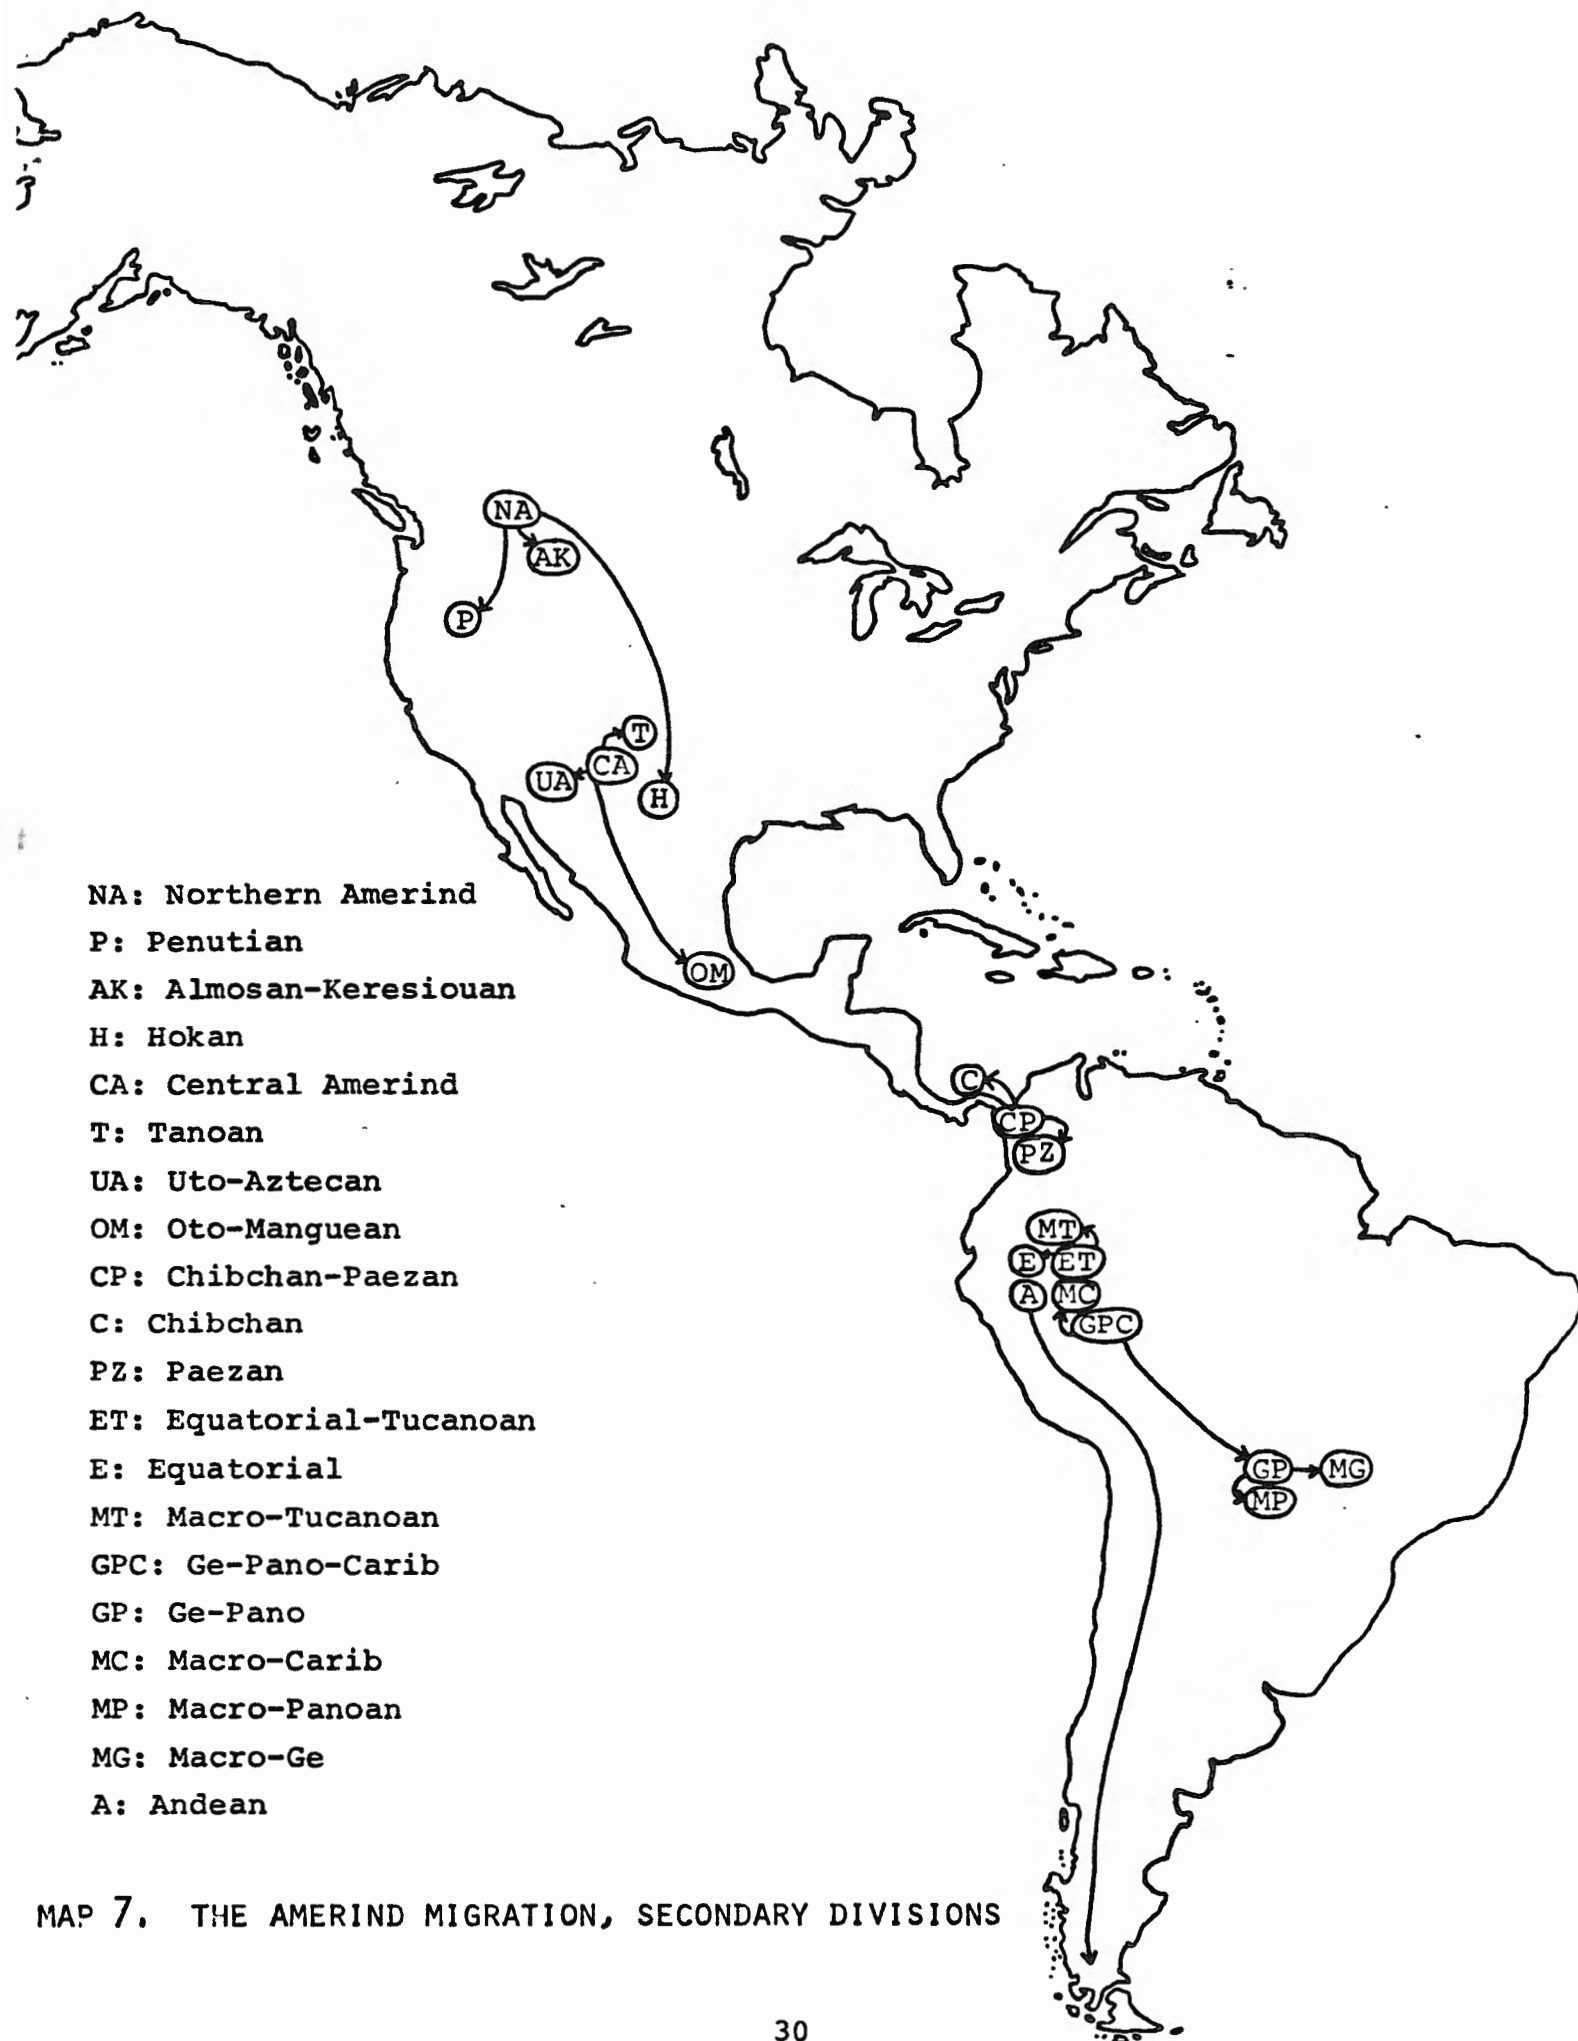 NA
AK
P
T
CA
UA
H
OM
C
CP
PZ
MT
E
ET
A
MC
GPC
GP
MG
MP
NA: Northern Amerind
P: Penutian
AK: Almosan-Keresiouan
H: Hokan
CA: Central Amerind
T: Tanoan
UA: Uto-Aztecan
OM: Oto-Manguean
CP: Chibchan-Paezan
C: Chibchan
PZ: Paezan
ET: Equatorial-Tucanoan
E: Equatorial
MT: Macro-Tucanoan
GPC: Ge-Pano-Carib
GP: Ge-Pano
MC: Macro-Carib
MP: Macro-Panoan
MG: Macro-Ge
A: Andean
MAP 7. THE AMERIND MIGRATION, SECONDARY DIVISIONS
30